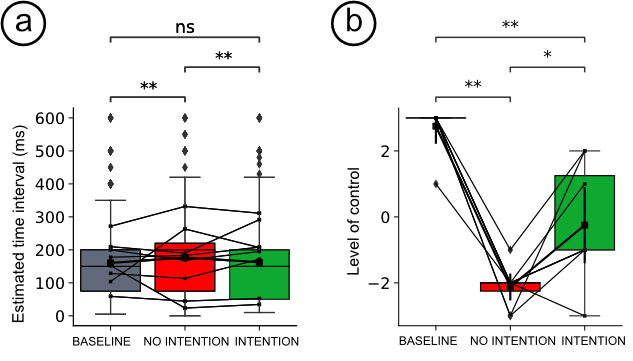 a
b
ns
**
**
**
**
*
**
Estimated time interval (ms)
600
500
400
300
200
100
0
BASELINE NO INTENTION INTENTION
Level of control
2
0
−2
BASELINE NO INTENTION INTENTION